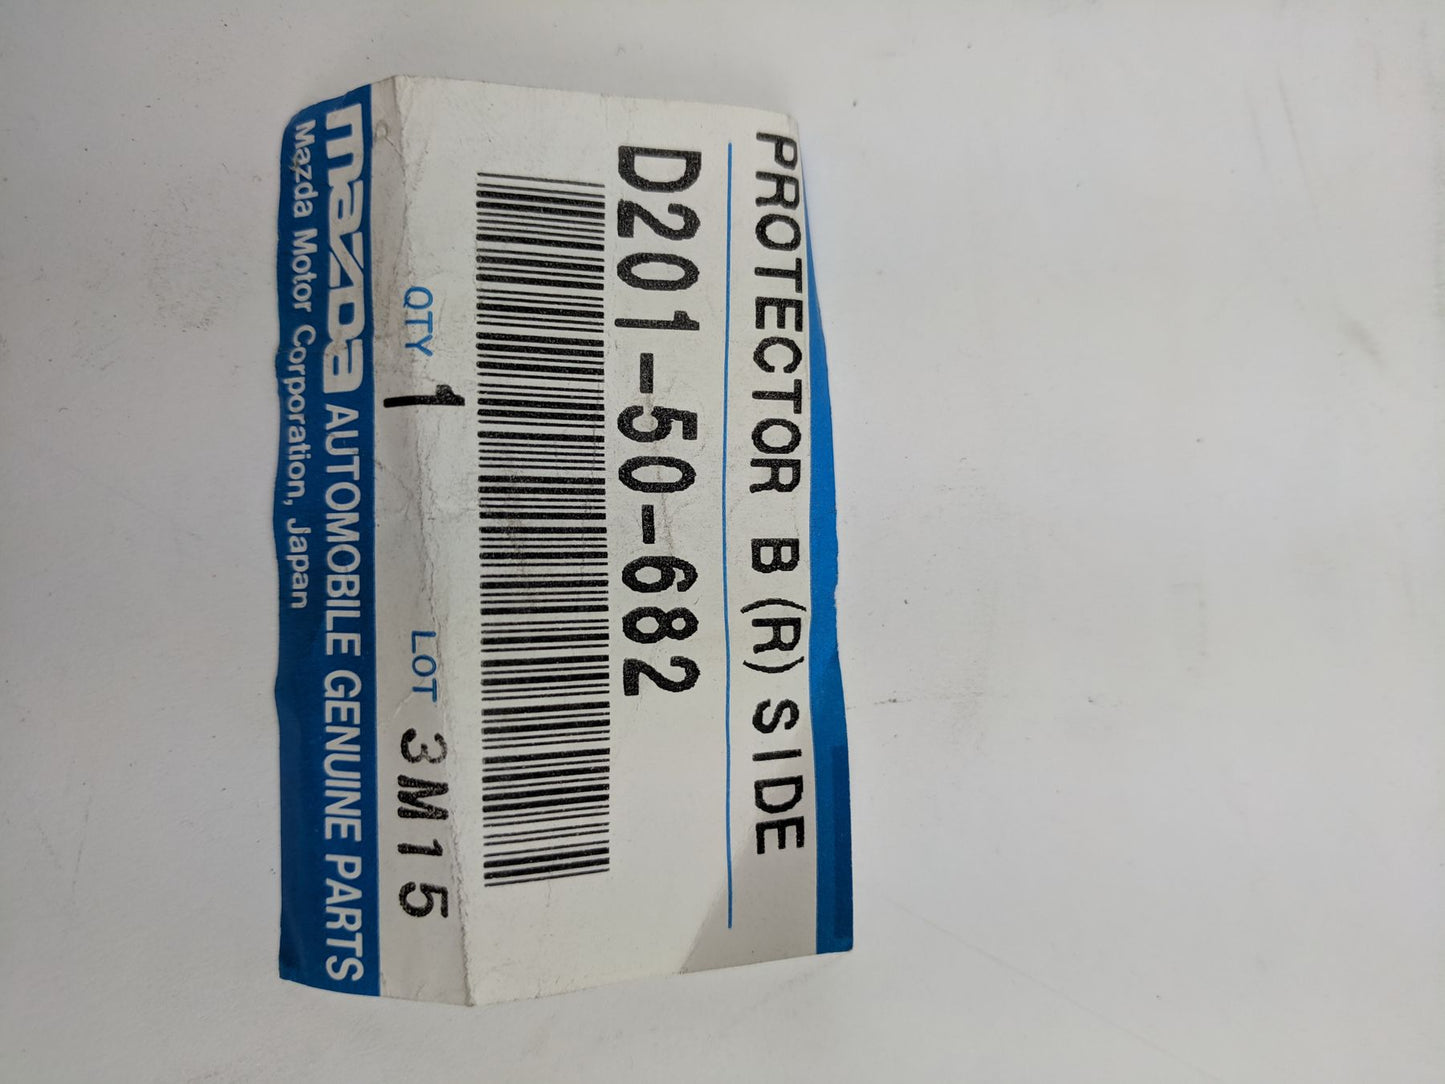 PROTECTOR B (R) SIDE
D201-50-682
QTY 1 LOT 3M15
mazda AUTOMOBILE GENUINE PARTS
Mazda Motor Corporation, Japan